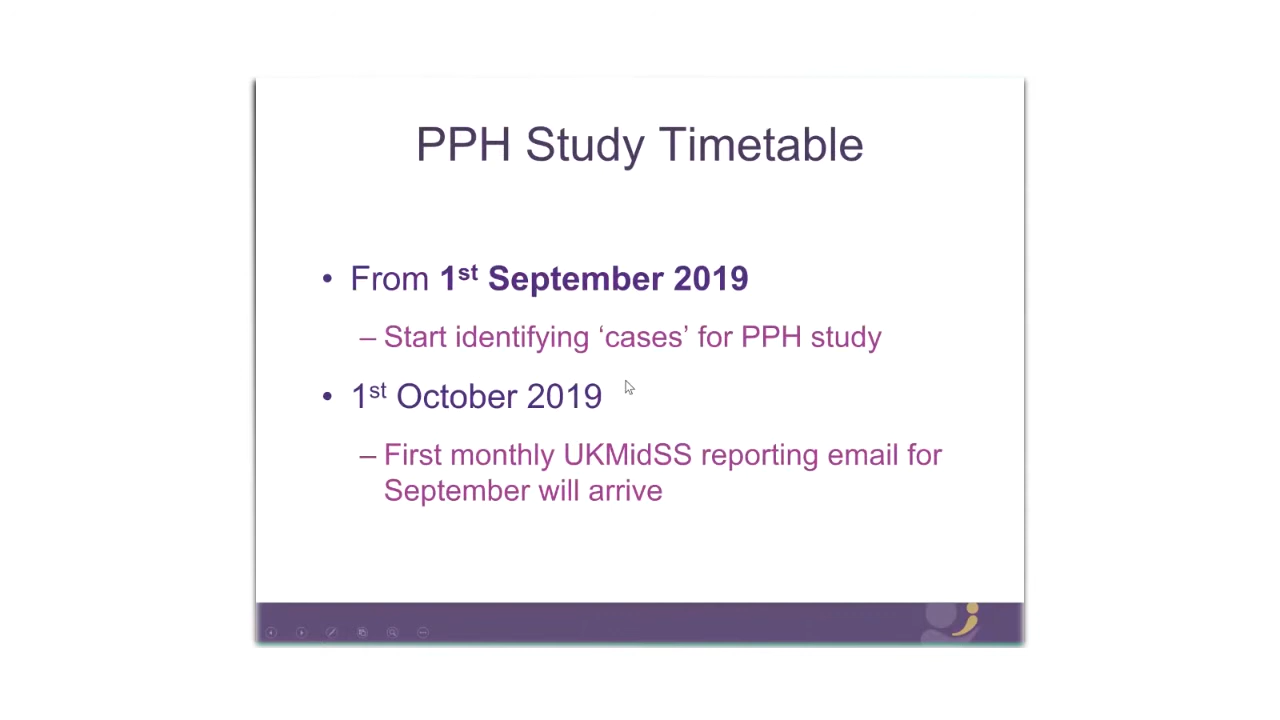 PPH Study Timetable
• From 1st September 2019
– Start identifying ‘cases’ for PPH study
• 1st October 2019
– First monthly UKMidSS reporting email for
September will arrive